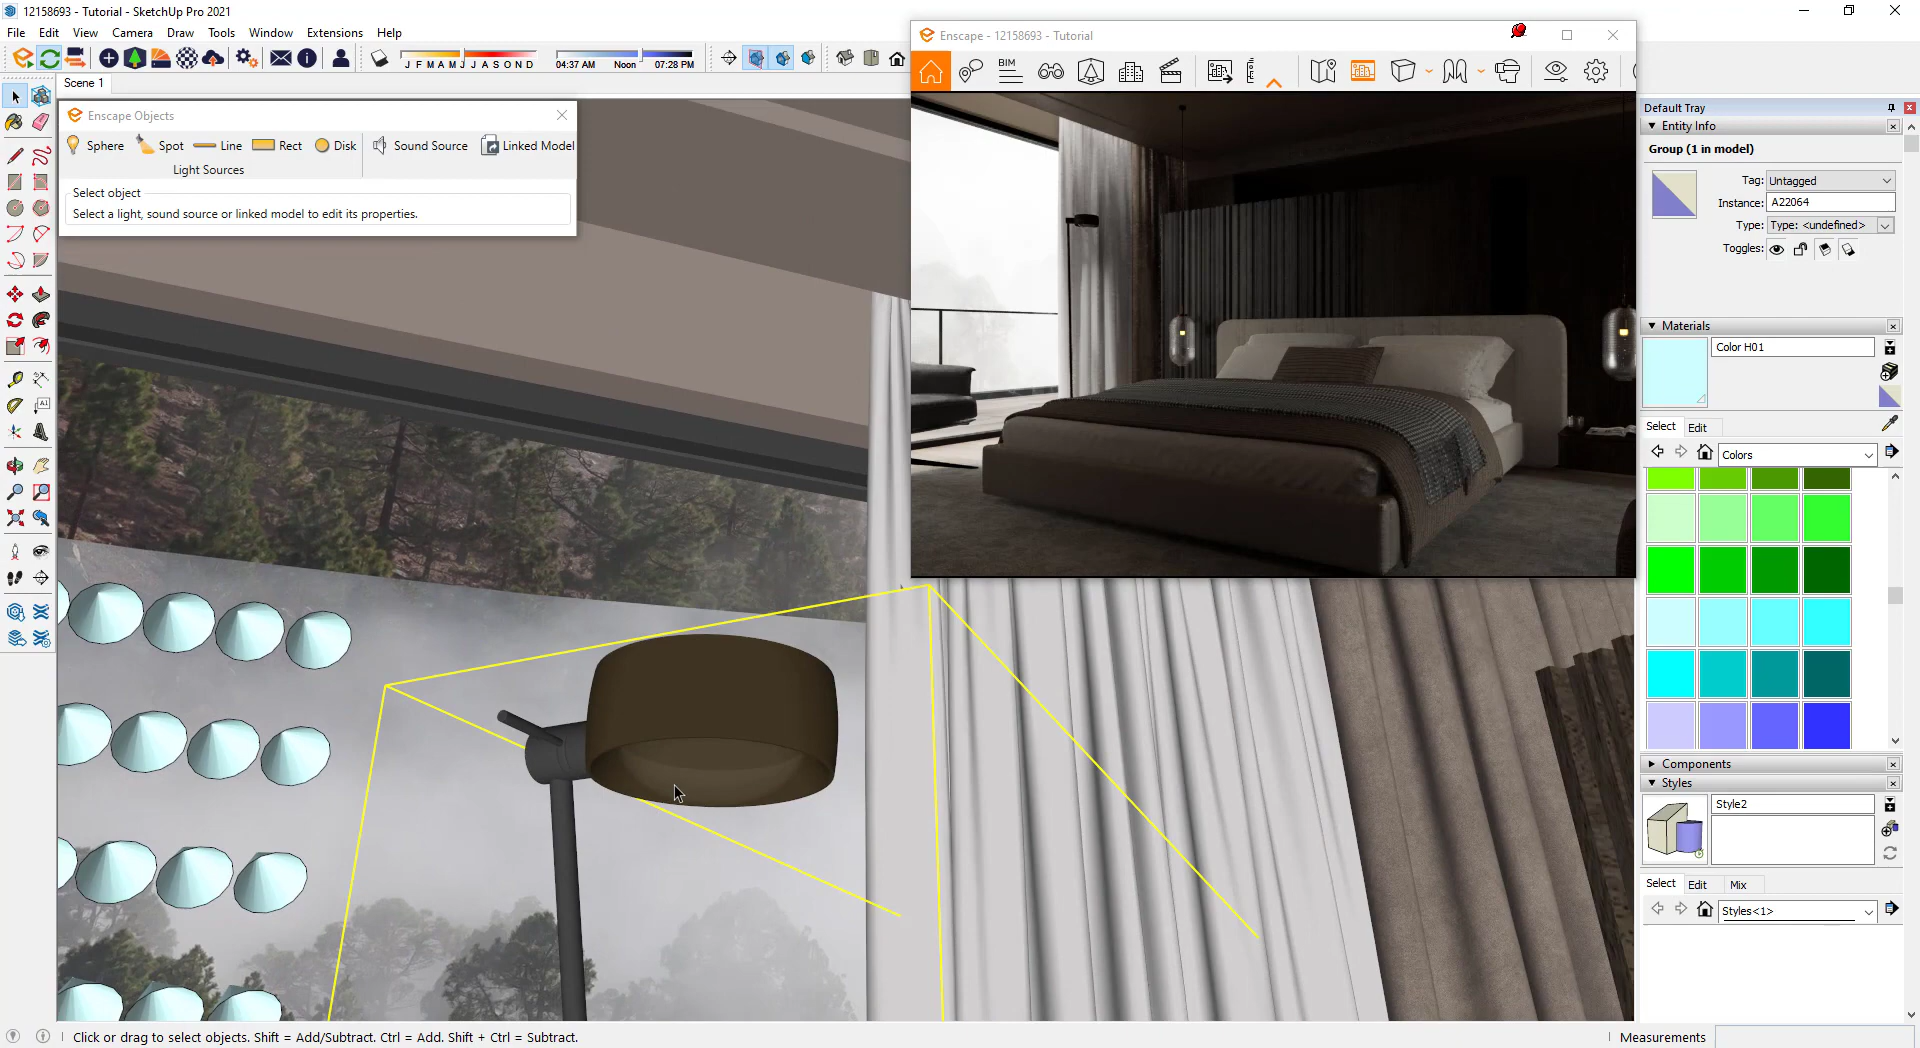 12158693 - Tutorial - SketchUp Pro 2021
File Edit View Camera Draw Tools Window Extensions Help
J F M A M J J A S O N D
04:37 AM Noon 07:28 PM
Scene 1
Enscape Objects
Sphere Spot Line Rect Disk Sound Source Linked Model
Light Sources
Select object
Select a light, sound source or linked model to edit its properties.
Enscape - 12158693 - Tutorial
BIM
Default Tray
Entity Info
Group (1 in model)
Tag: Untagged
Instance: A22064
Type: Type: <undefined>
Toggles:
Materials
Color H01
Select Edit
Colors
Components
Styles
Style2
Select Edit Mix
Styles<1>
A1
Click or drag to select objects. Shift = Add/Subtract. Ctrl = Add. Shift + Ctrl = Subtract.
Measurements